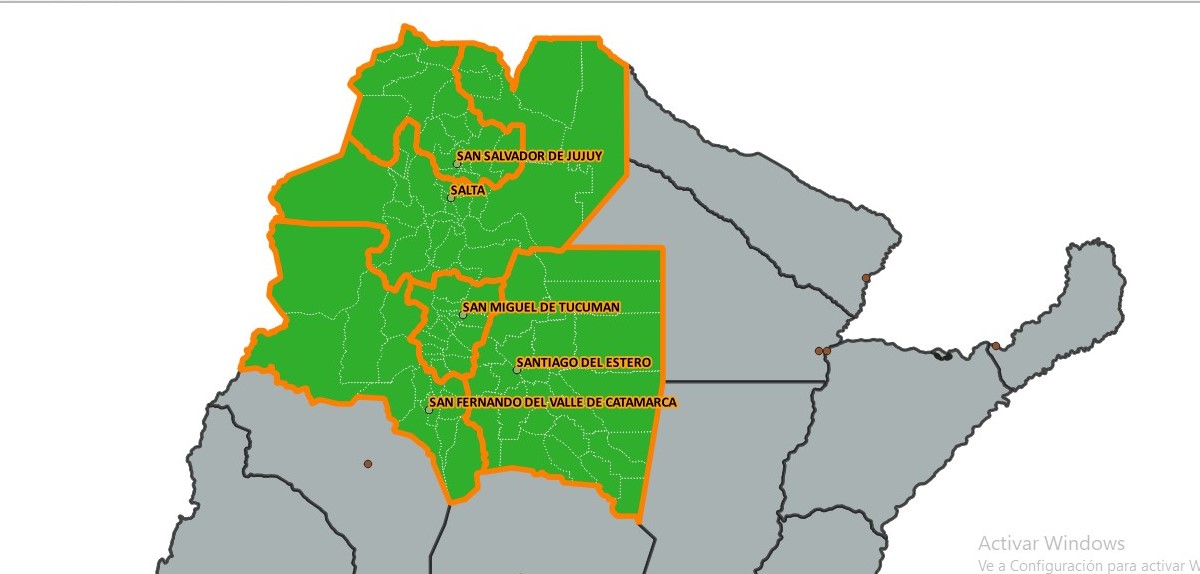 SAN SALVADOR DE JUJUY
SALTA
SAN MIGUEL DE TUCUMAN
SANTIAGO DEL ESTERO
SAN FERNANDO DEL VALLE DE CATAMARCA
Activar Windows
Ve a Configuración para activar W